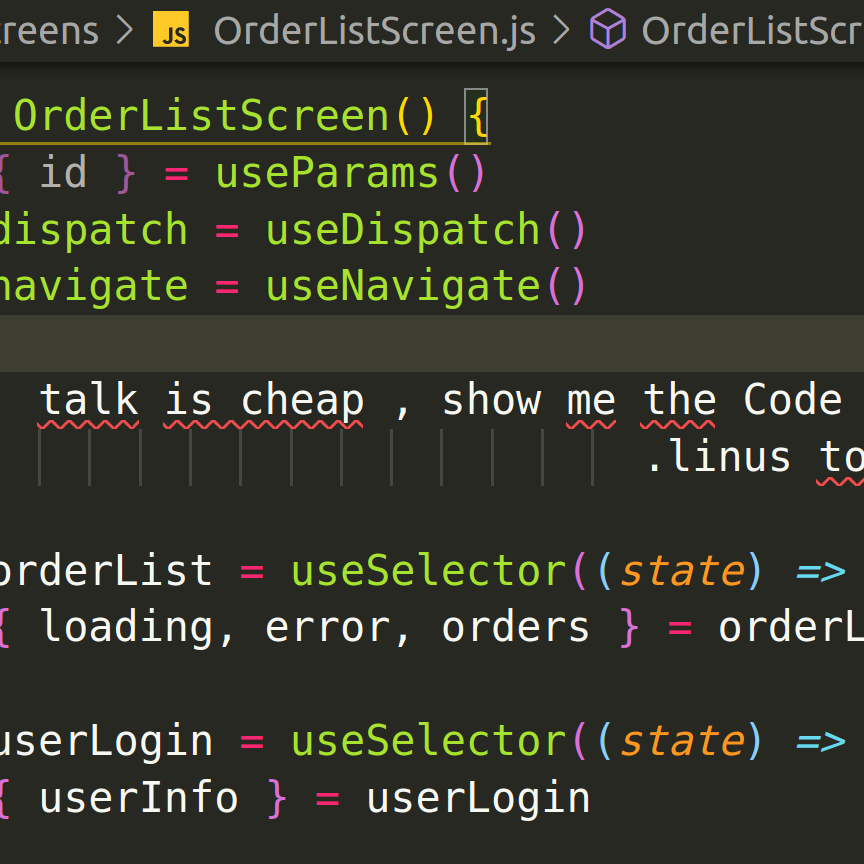 reens > JS OrderListScreen.js > OrderListScr
OrderListScreen() {
{ id } = useParams()
dispatch = useDispatch()
navigate = useNavigate()
talk is cheap , show me the Code
.linus to
orderList = useSelector((state) =>
{ loading, error, orders } = orderL
userLogin = useSelector((state) =>
{ userInfo } = userLogin